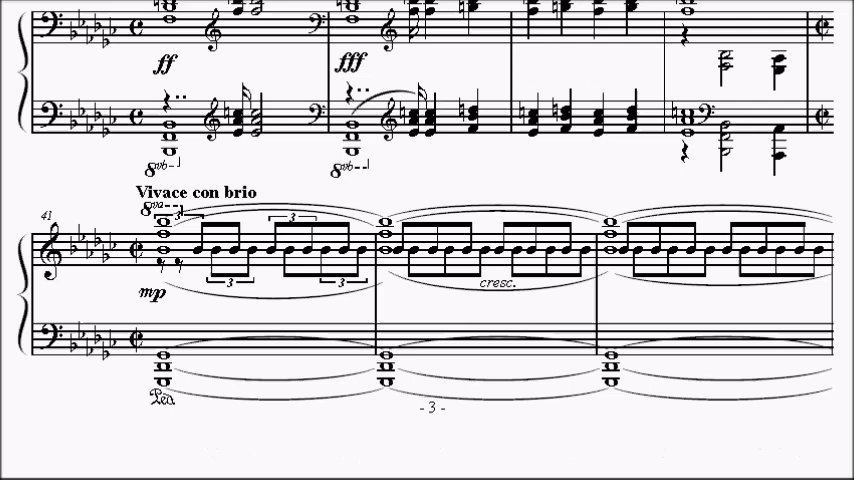 ff fff
8vb 8vb
Vivace con brio
8va
41 3 3
3 3
mp cresc.
Ped.
- 3 -